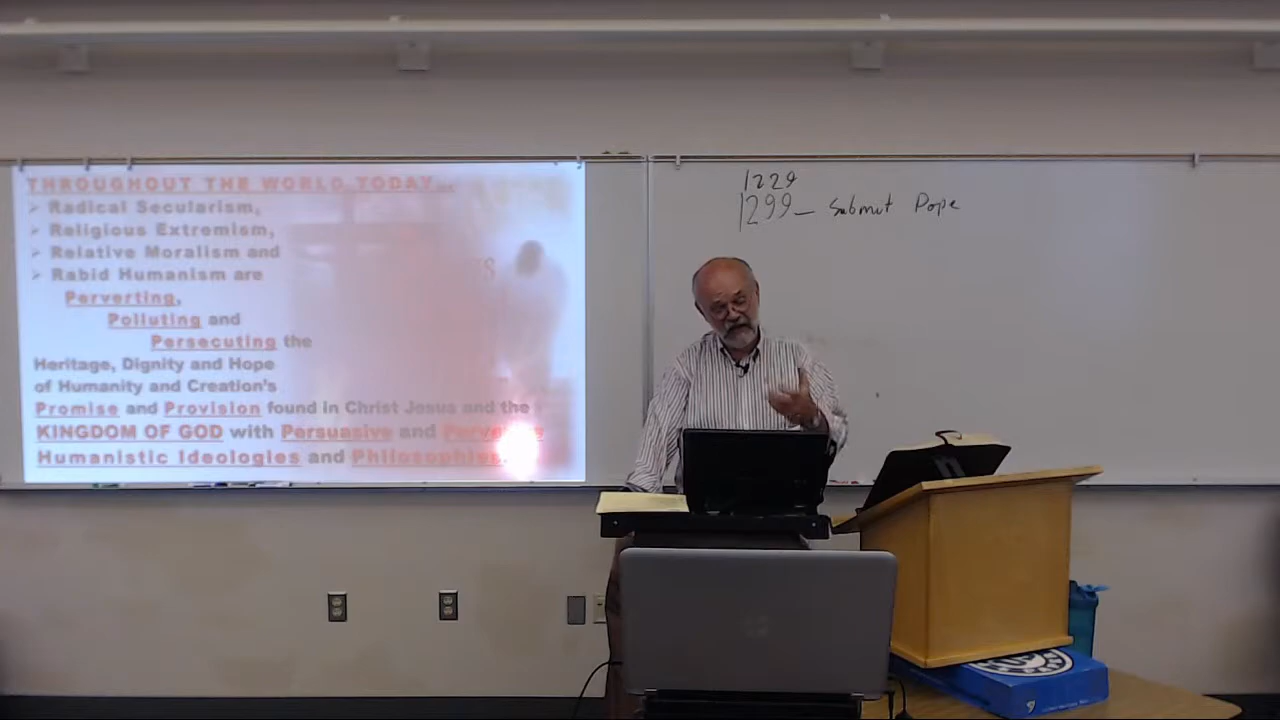 THROUGHOUT THE WORLD TODAY...
Radical Secularism,
Religious Extremism,
Relative Moralism and
Rabid Humanism are
Perverting,
Polluting and
Persecuting the
Heritage, Dignity and Hope
of Humanity and Creation's
Promise and Provision found in Christ Jesus and the
KINGDOM OF GOD with Persuasive and
Humanistic Ideologies and Philosophies
1229
1299 – Submit Pope